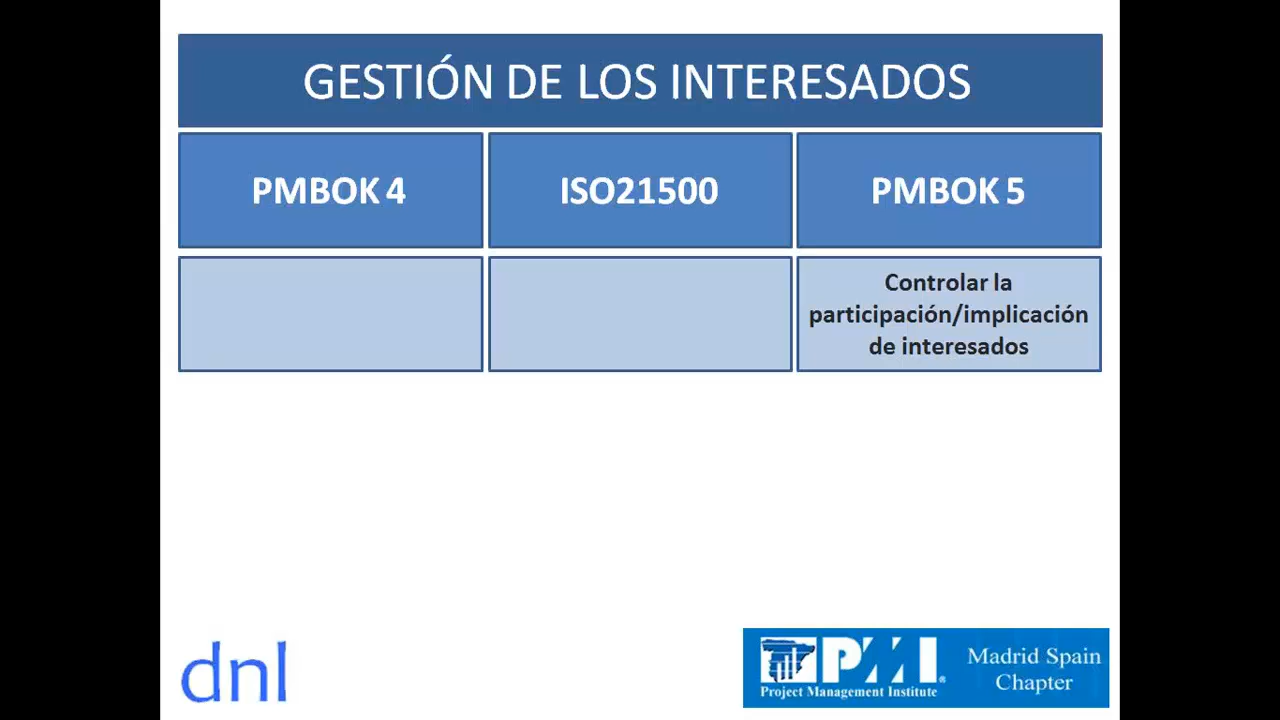 GESTIÓN DE LOS INTERESADOS
PMBOK 4
ISO21500
PMBOK 5
Controlar la
participación/implicación
de interesados
dnl
PMI®
Project Management Institute
Madrid Spain
Chapter